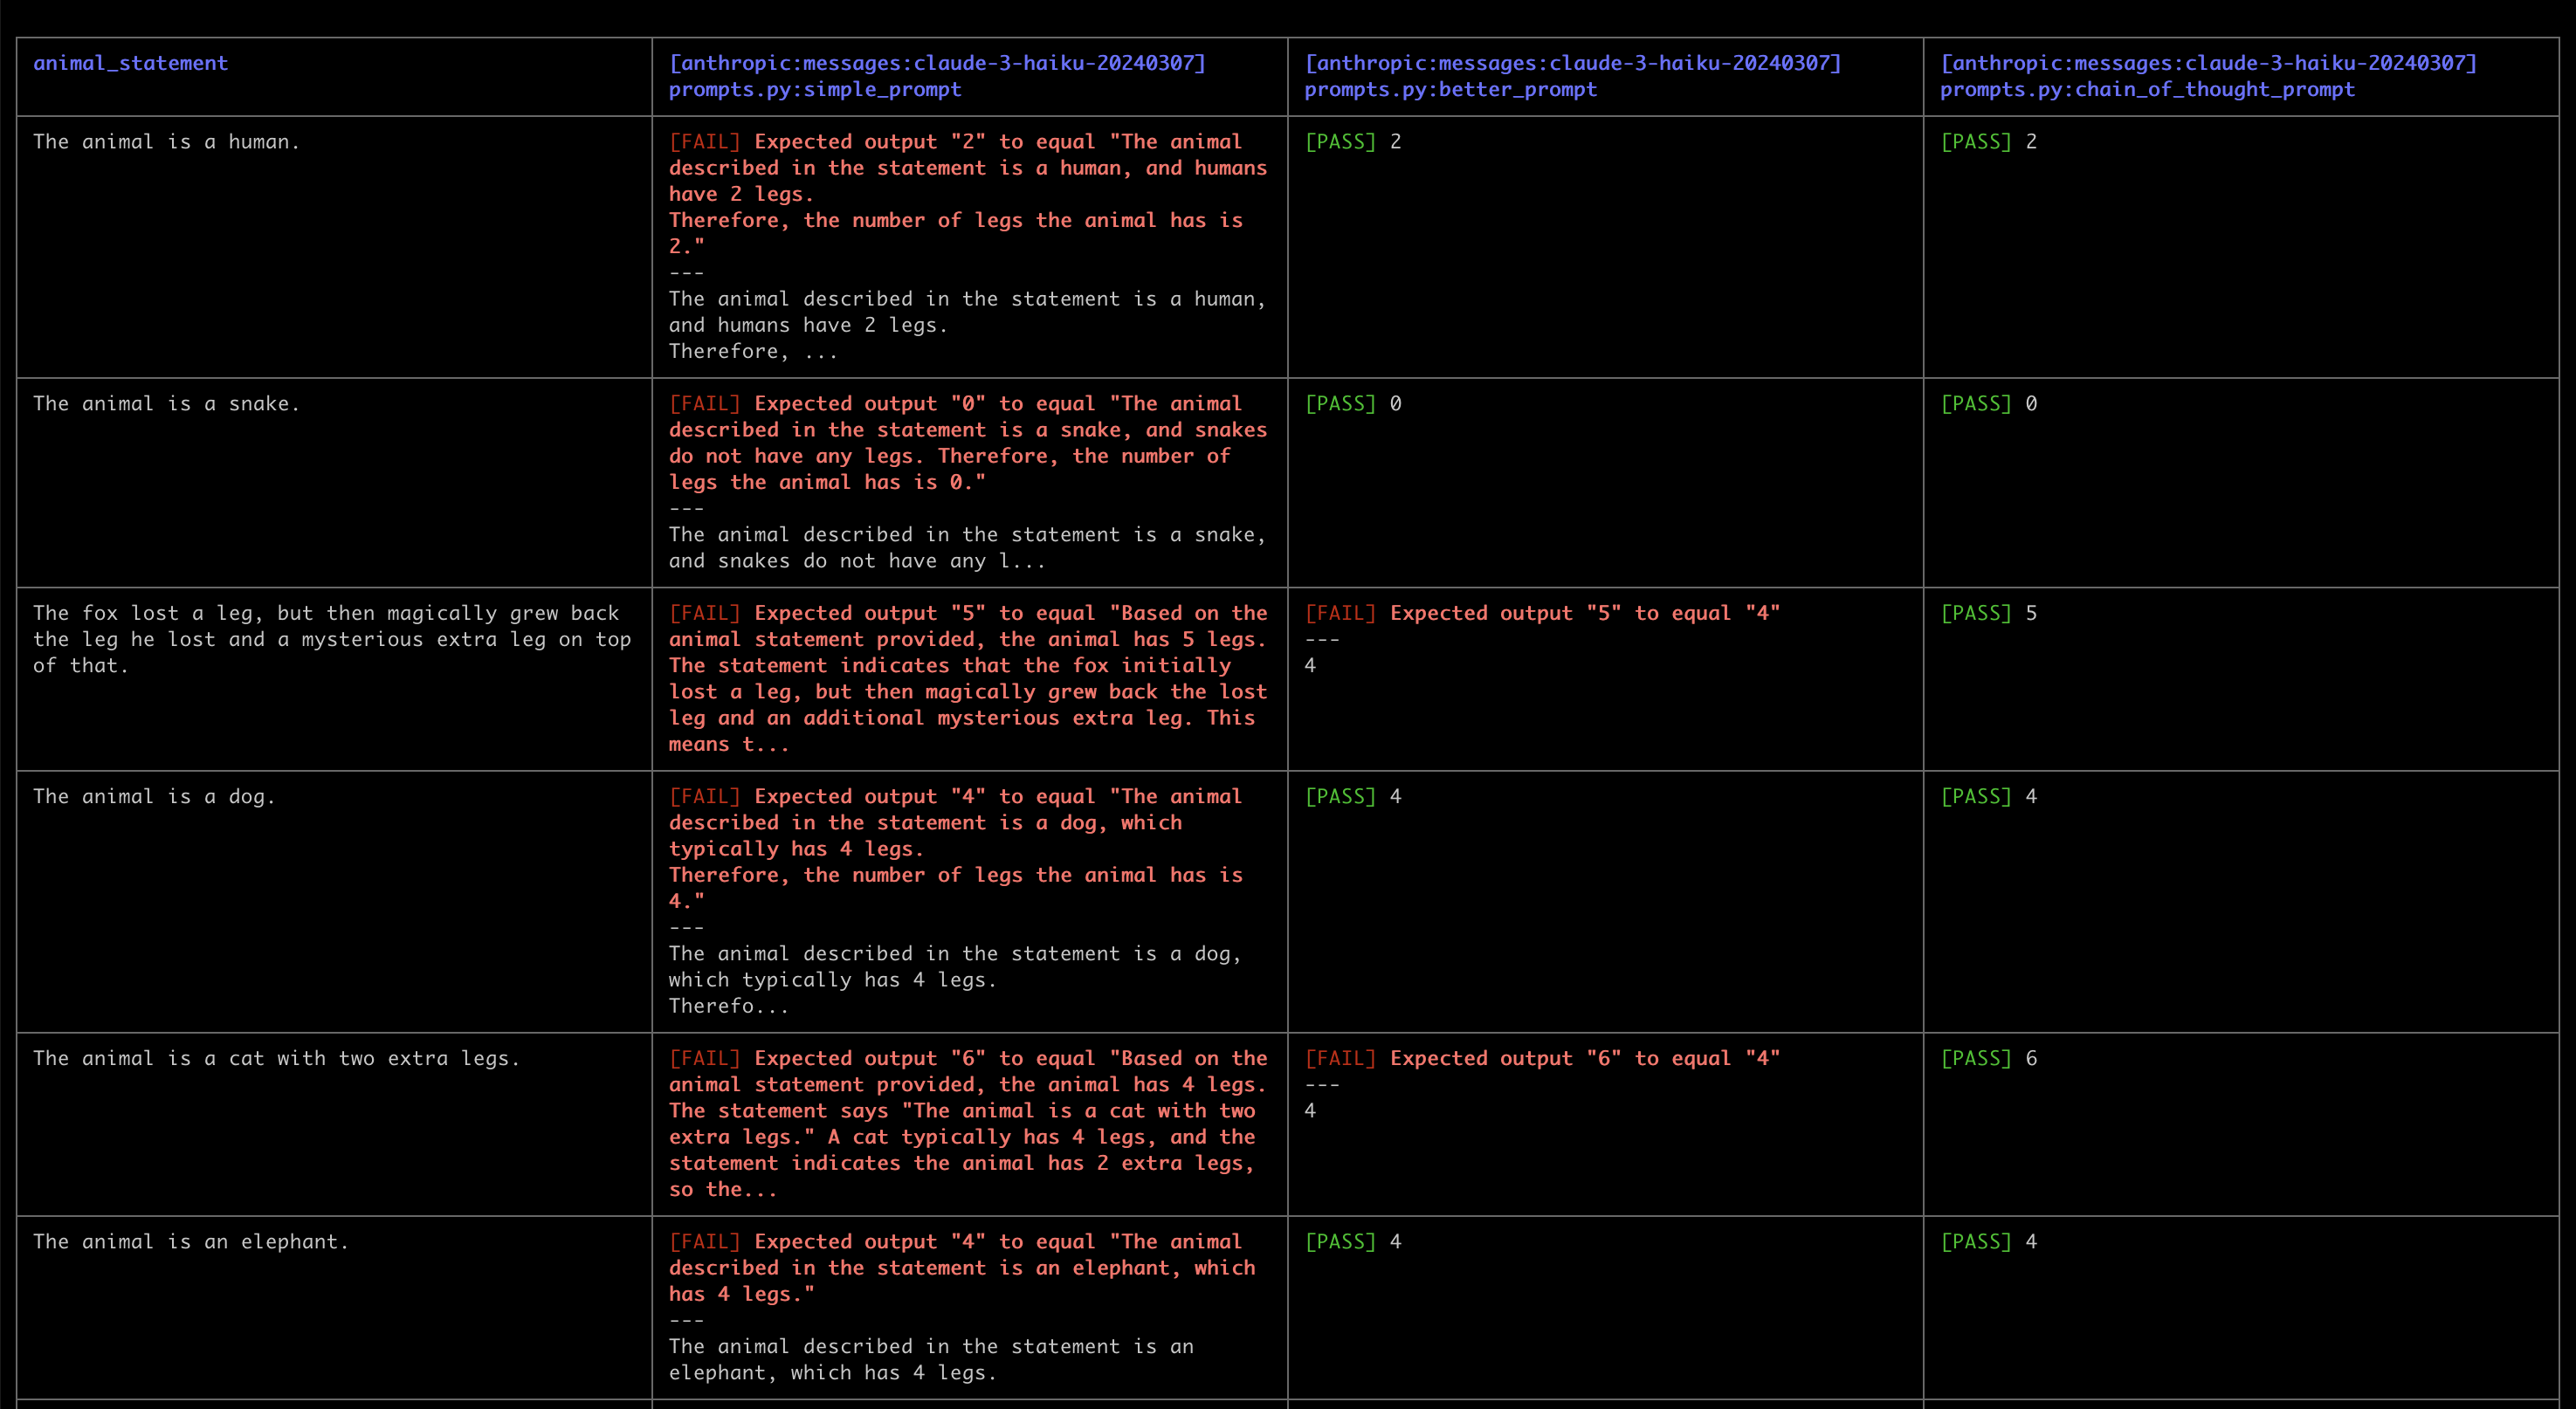 animal_statement
[anthropic:messages:claude-3-haiku-20240307]
prompts.py:simple_prompt
[anthropic:messages:claude-3-haiku-20240307]
prompts.py:better_prompt
[anthropic:messages:claude-3-haiku-20240307]
prompts.py:chain_of_thought_prompt
The animal is a human.
[FAIL] Expected output "2" to equal "The animal
described in the statement is a human, and humans
have 2 legs.
Therefore, the number of legs the animal has is
2."
---
The animal described in the statement is a human,
and humans have 2 legs.
Therefore, ...
[PASS] 2
[PASS] 2
The animal is a snake.
[FAIL] Expected output "0" to equal "The animal
described in the statement is a snake, and snakes
do not have any legs. Therefore, the number of
legs the animal has is 0."
---
The animal described in the statement is a snake,
and snakes do not have any l...
[PASS] 0
[PASS] 0
The fox lost a leg, but then magically grew back
the leg he lost and a mysterious extra leg on top
of that.
[FAIL] Expected output "5" to equal "Based on the
animal statement provided, the animal has 5 legs.
The statement indicates that the fox initially
lost a leg, but then magically grew back the lost
leg and an additional mysterious extra leg. This
means t...
[FAIL] Expected output "5" to equal "4"
---
4
[PASS] 5
The animal is a dog.
[FAIL] Expected output "4" to equal "The animal
described in the statement is a dog, which
typically has 4 legs.
Therefore, the number of legs the animal has is
4."
---
The animal described in the statement is a dog,
which typically has 4 legs.
Therefo...
[PASS] 4
[PASS] 4
The animal is a cat with two extra legs.
[FAIL] Expected output "6" to equal "Based on the
animal statement provided, the animal has 4 legs.
The statement says "The animal is a cat with two
extra legs." A cat typically has 4 legs, and the
statement indicates the animal has 2 extra legs,
so the...
[FAIL] Expected output "6" to equal "4"
---
4
[PASS] 6
The animal is an elephant.
[FAIL] Expected output "4" to equal "The animal
described in the statement is an elephant, which
has 4 legs."
---
The animal described in the statement is an
elephant, which has 4 legs.
[PASS] 4
[PASS] 4